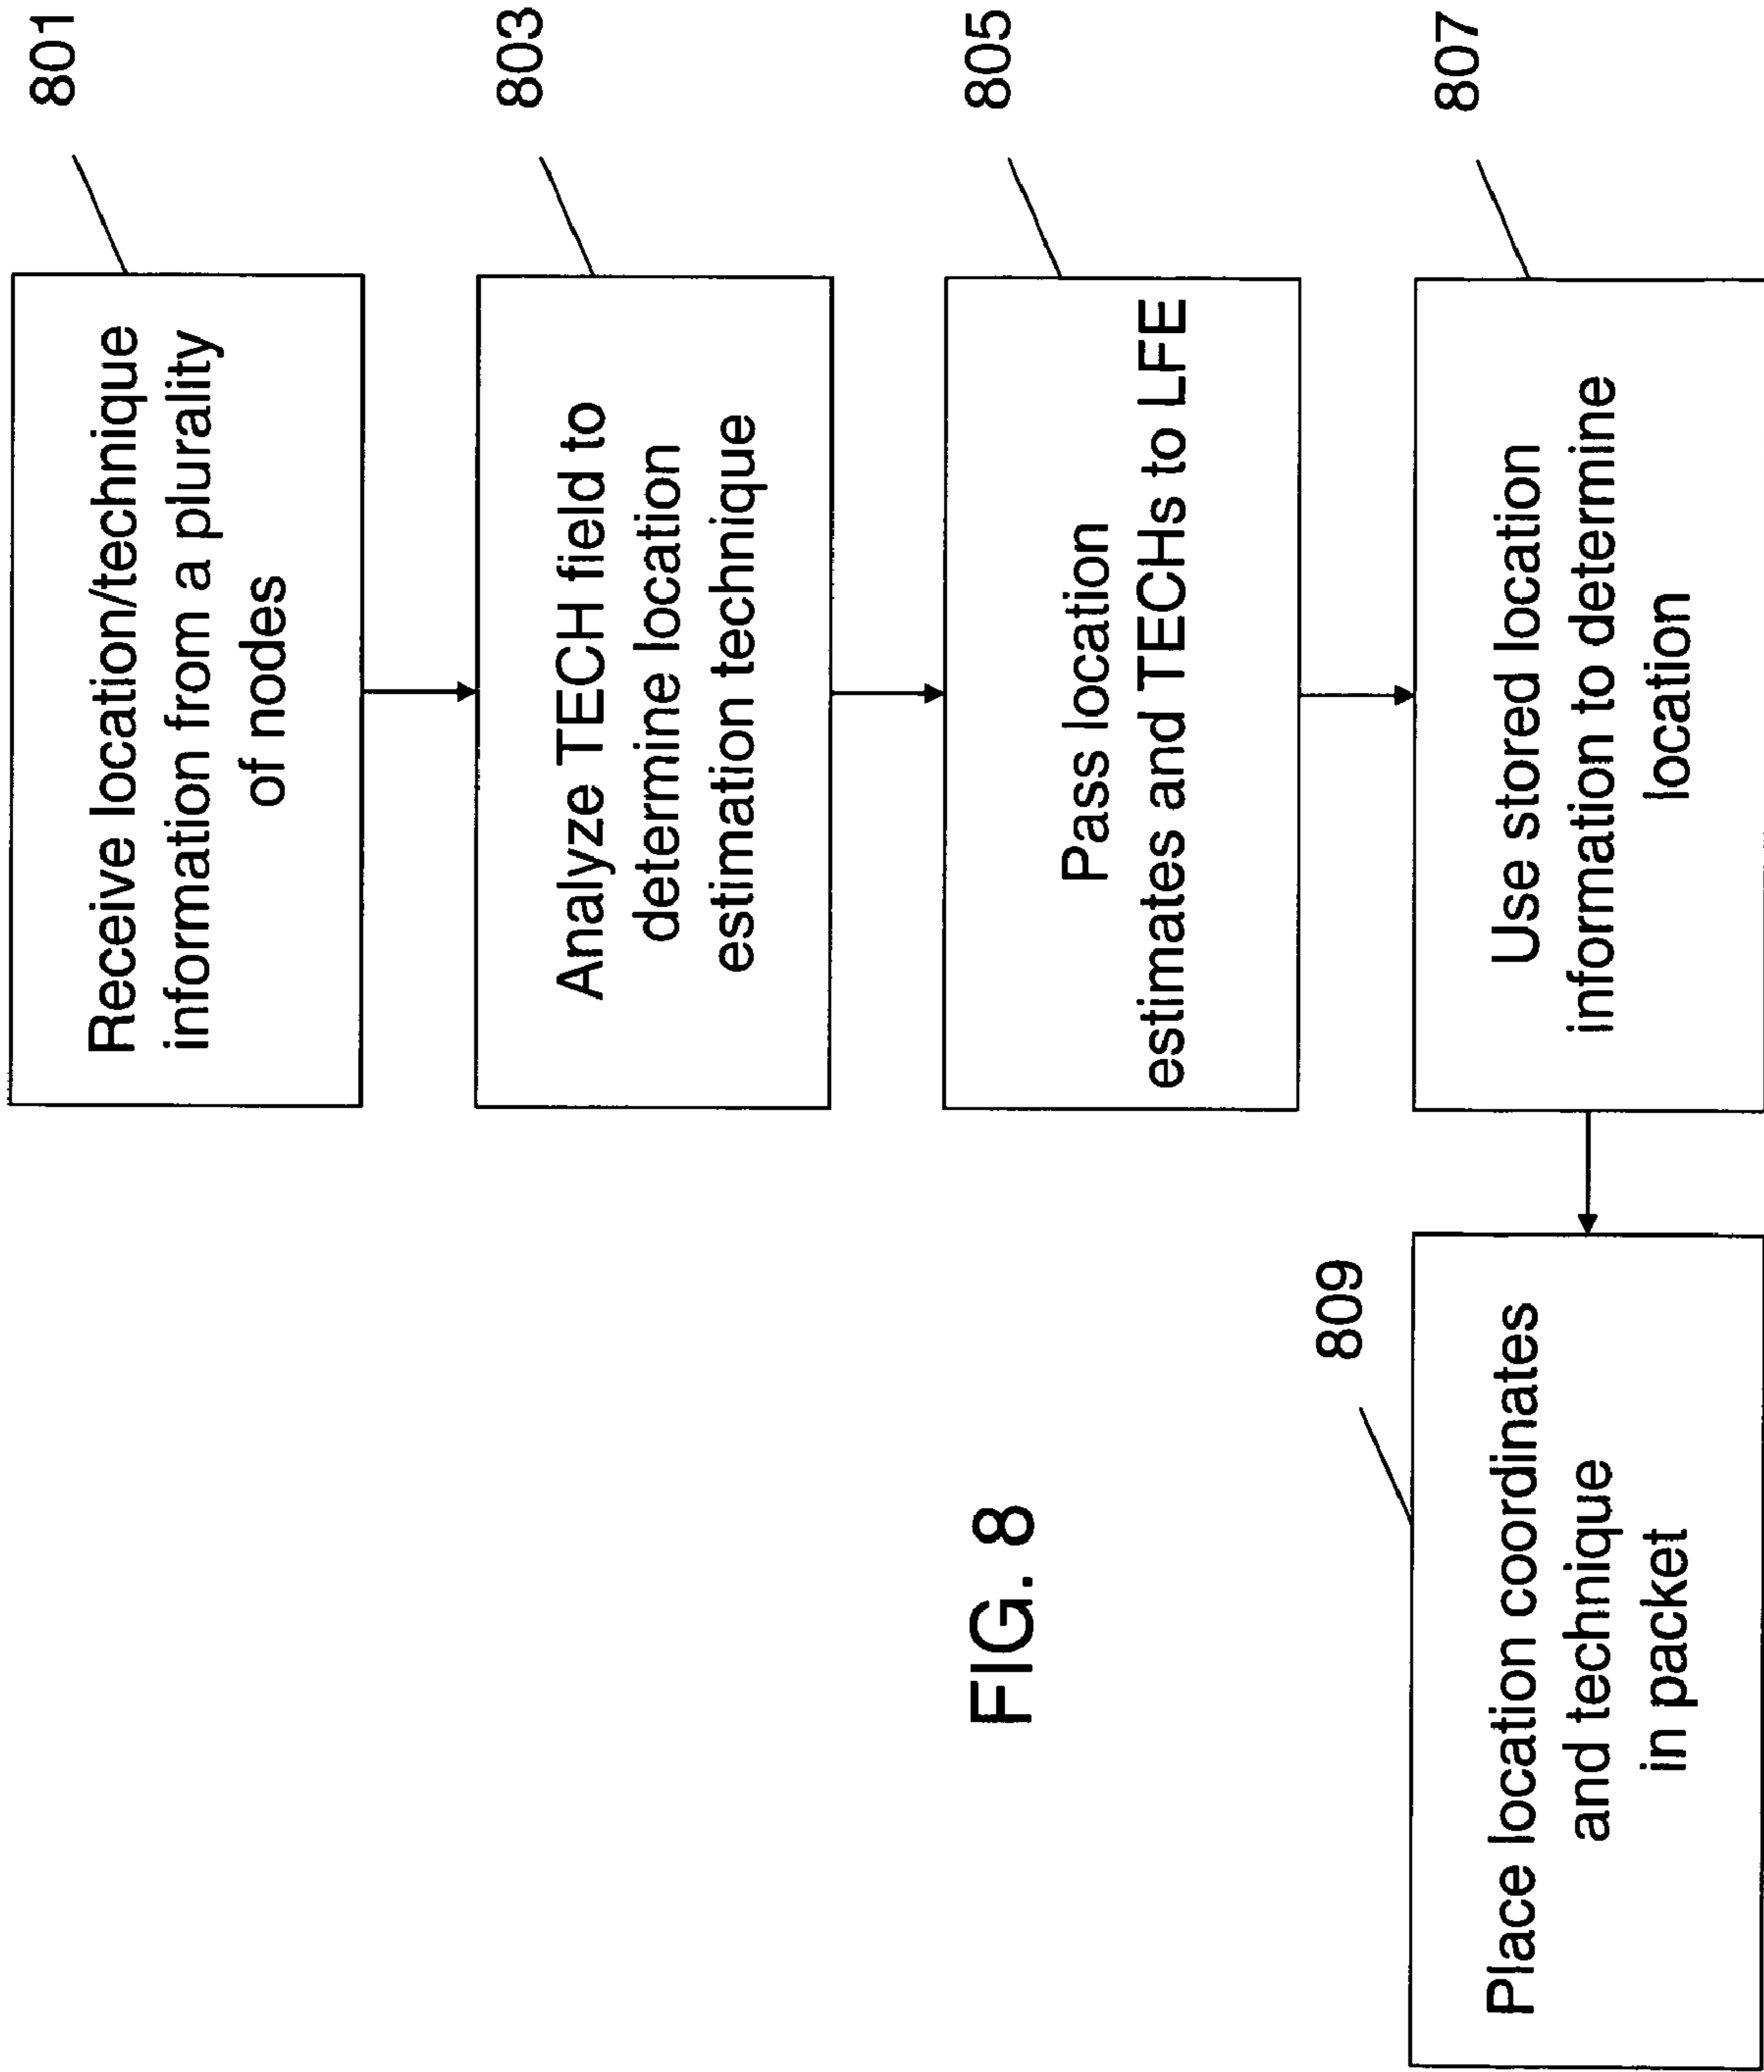 801
Receive location/technique
information from a plurality
of nodes
803
Analyze TECH field to
determine location
estimation technique
805
Pass location
estimates and TECHs to LFE
807
Use stored location
information to determine
location
809
Place location coordinates
and technique
in packet
FIG. 8